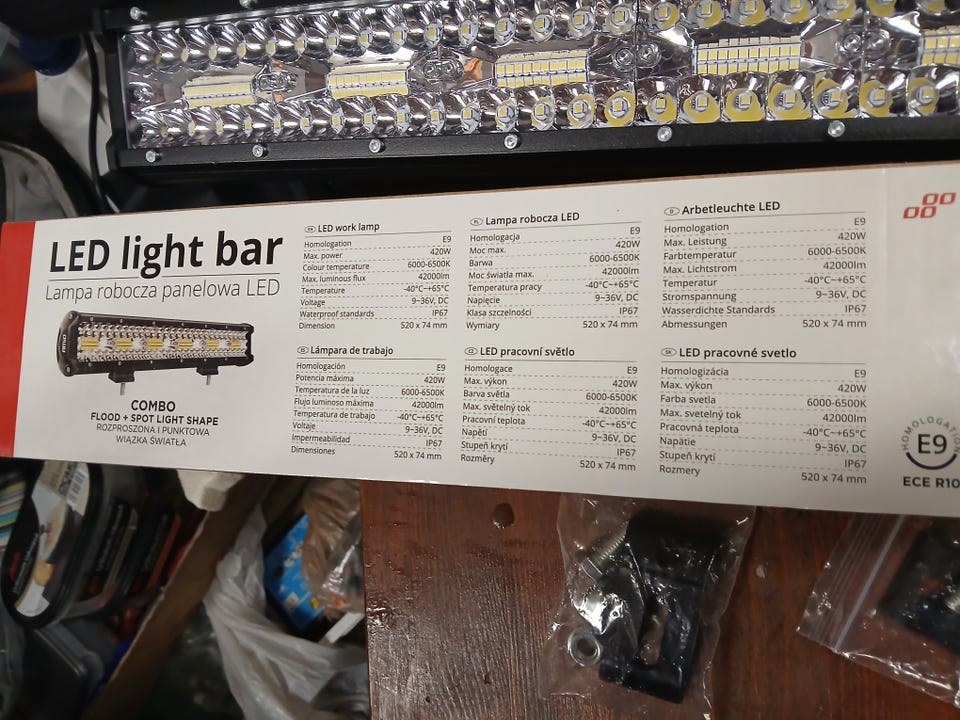 LED light bar
Lampa robocza panelowa LED
COMBO
FLOOD + SPOT LIGHT SHAPE
ROZPROSZONA I PUNKTOWA
WIĄZKA ŚWIATŁA
EN LED work lamp
Homologation E9
Max. power 420W
Colour temperature 6000-6500K
Max. luminous flux 42000lm
Temperature -40°C~+65°C
Voltage 9~36V, DC
Waterproof standards IP67
Dimension 520 x 74 mm
PL Lampa robocza LED
Homologacja E9
Moc max. 420W
Barwa 6000-6500K
Moc światła max. 42000lm
Temperatura pracy -40°C~+65°C
Napięcie 9~36V, DC
Klasa szczelności IP67
Wymiary 520 x 74 mm
D Arbetleuchte LED
Homologation E9
Max. Leistung 420W
Farbtemperatur 6000-6500K
Max. Lichtstrom 42000lm
Temperatur -40°C~+65°C
Stromspannung 9~36V, DC
Wasserdichte Standards IP67
Abmessungen 520 x 74 mm
ES Lámpara de trabajo
Homologación E9
Potencia máxima 420W
Temperatura de la luz 6000-6500K
Flujo luminoso máximo 42000lm
Temperatura de trabajo -40°C~+65°C
Voltaje 9~36V, DC
Impermeabilidad IP67
Dimensiones 520 x 74 mm
CZ LED pracovní světlo
Homologace E9
Max. výkon 420W
Barva světla 6000-6500K
Max. světelný tok 42000lm
Pracovní teplota -40°C~+65°C
Napětí 9~36V, DC
Stupeň krytí IP67
Rozměry 520 x 74 mm
SK LED pracovné svetlo
Homologizácia E9
Max. výkon 420W
Farba svetla 6000-6500K
Max. svetelný tok 42000lm
Pracovná teplota -40°C~+65°C
Napätie 9~36V, DC
Stupeň krytí IP67
Rozmery 520 x 74 mm
HOMOLOGATION
E9
ECE R10